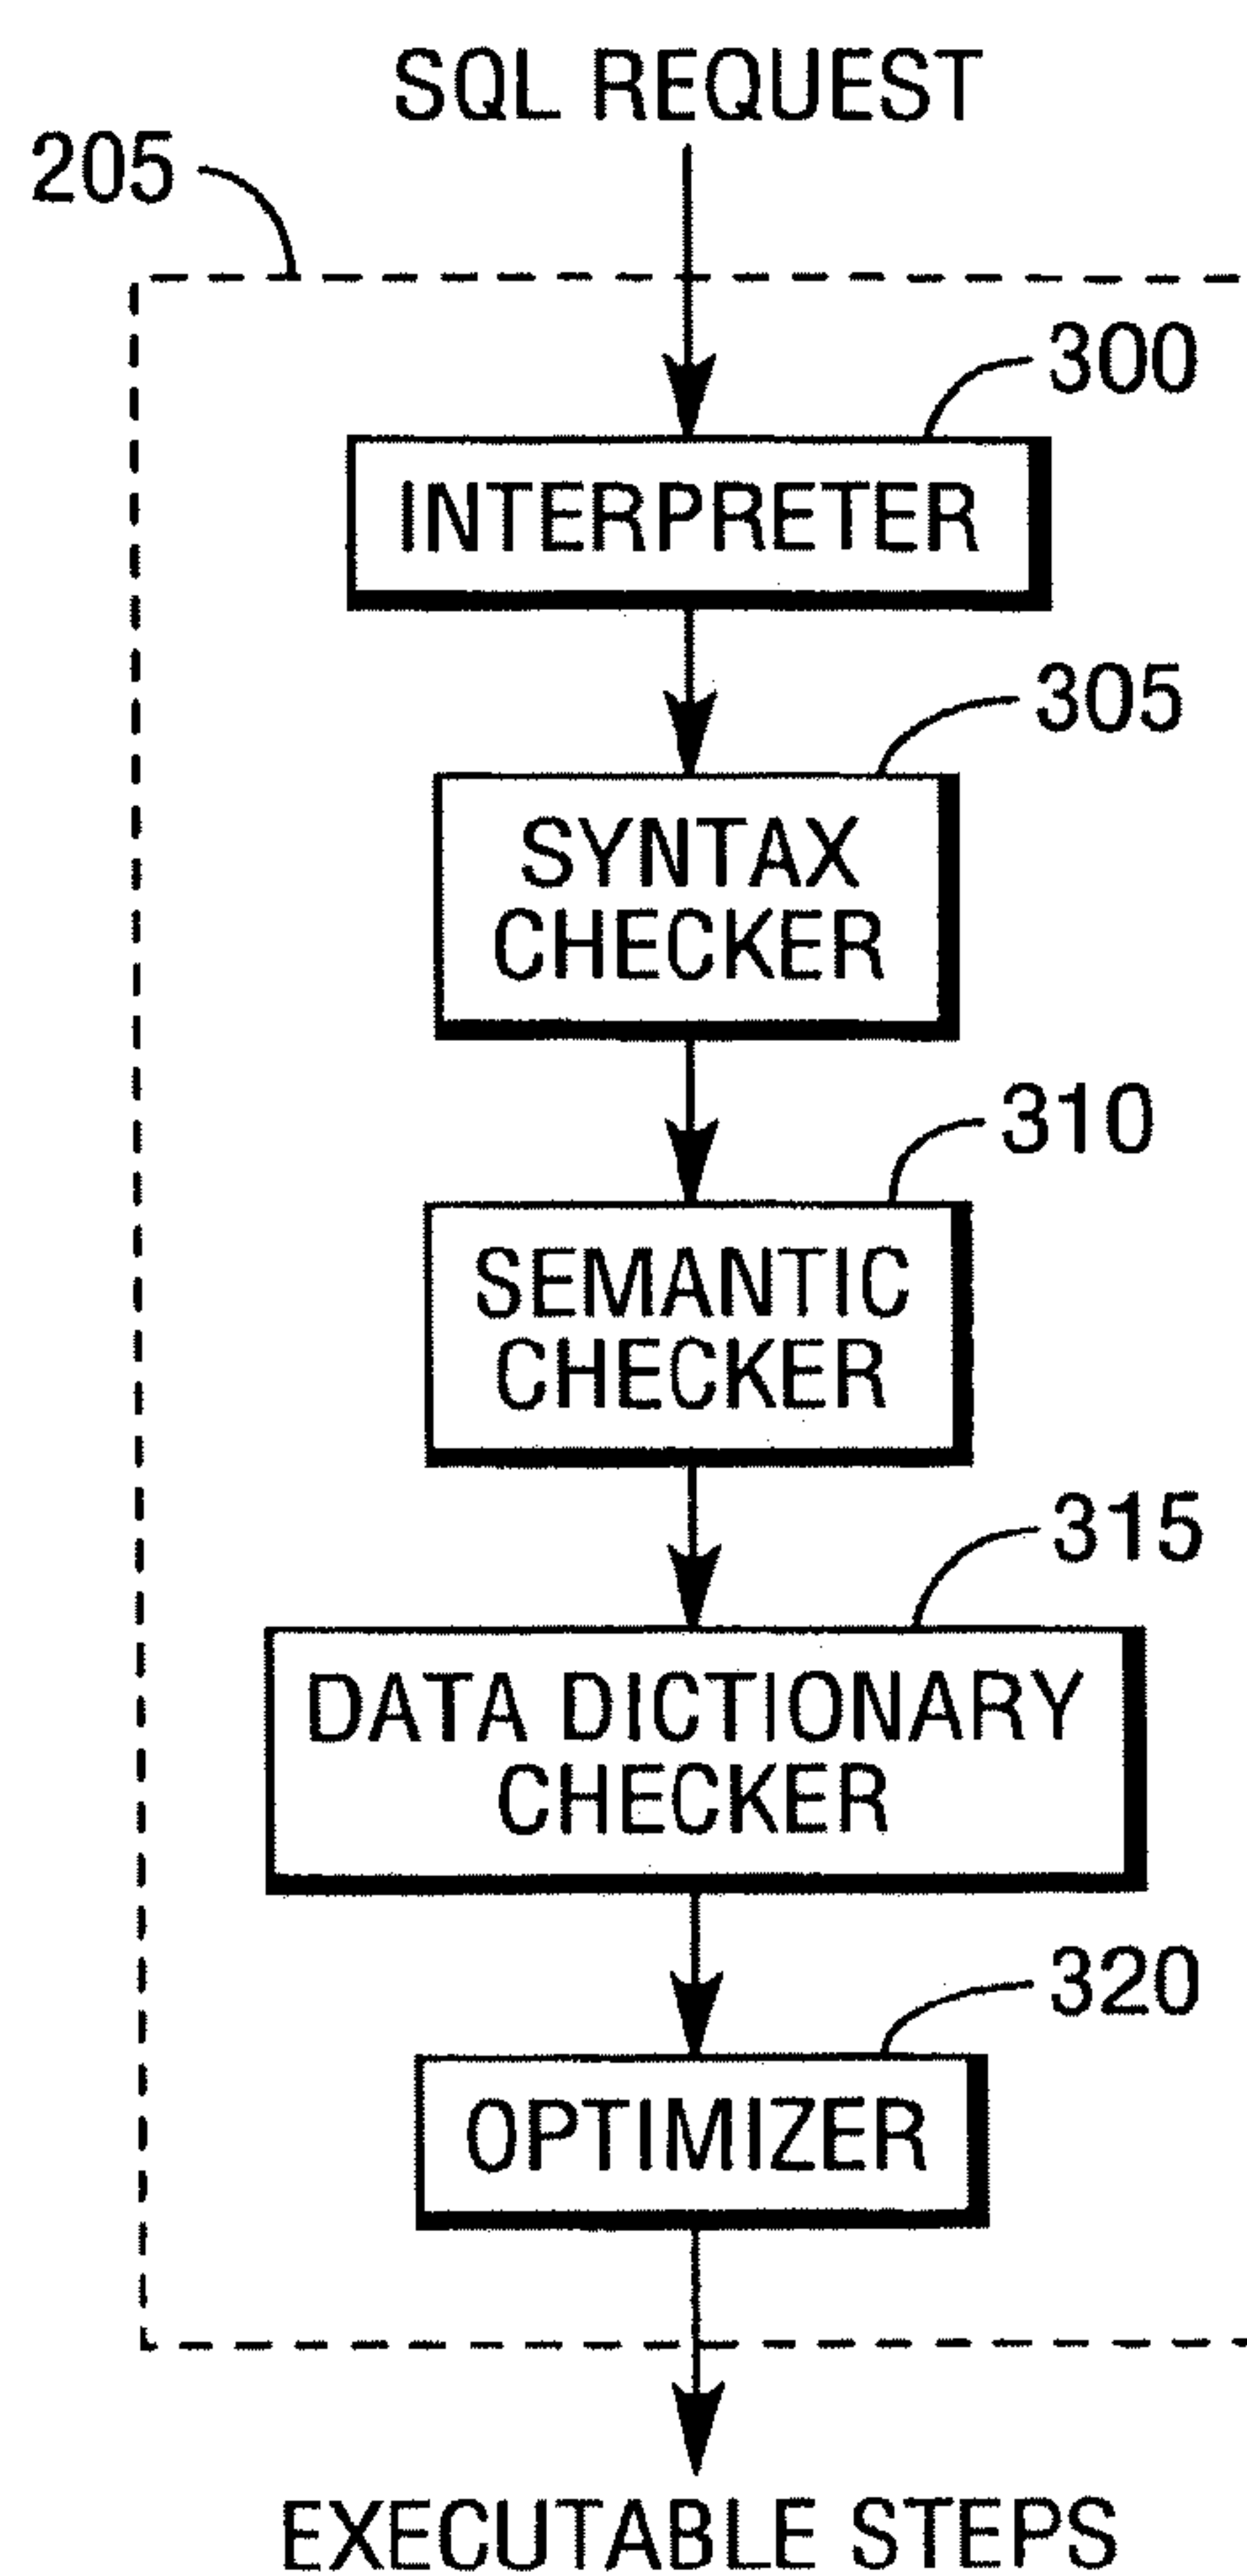 SQL REQUEST
205
300
INTERPRETER
305
SYNTAX
CHECKER
310
SEMANTIC
CHECKER
315
DATA DICTIONARY
CHECKER
320
OPTIMIZER
EXECUTABLE STEPS